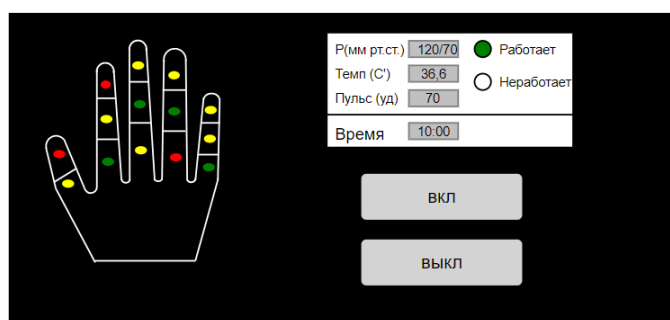 P(мм рт.ст.) 120/70 Работает
Темп (C') 36,6 Неработает
Пульс (уд) 70
Время 10:00
ВКЛ
ВЫКЛ